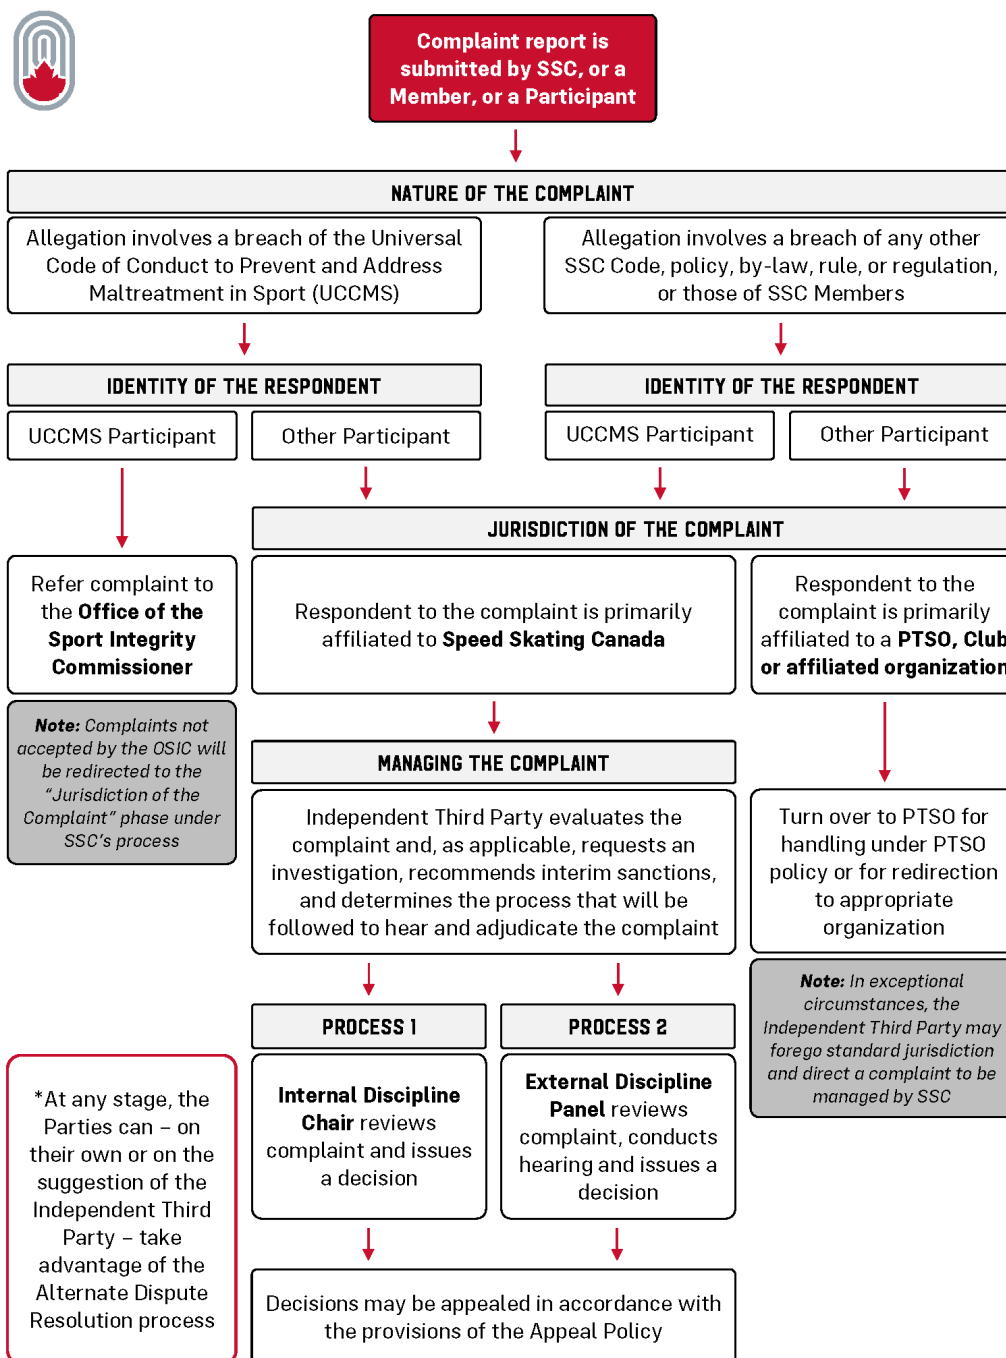 Complaint report is
submitted by SSC, or a
Member, or a Participant
NATURE OF THE COMPLAINT
Allegation involves a breach of the Universal
Code of Conduct to Prevent and Address
Maltreatment in Sport (UCCMS)
Allegation involves a breach of any other
SSC Code, policy, by-law, rule, or regulation,
or those of SSC Members
IDENTITY OF THE RESPONDENT
IDENTITY OF THE RESPONDENT
UCCMS Participant
Other Participant
UCCMS Participant
Other Participant
JURISDICTION OF THE COMPLAINT
Refer complaint to
the Office of the
Sport Integrity
Commissioner
Respondent to the complaint is primarily
affiliated to Speed Skating Canada
Respondent to the
complaint is primarily
affiliated to a PTSO, Club
or affiliated organization
Note: Complaints not
accepted by the OSIC will
be redirected to the
“Jurisdiction of the
Complaint” phase under
SSC’s process
MANAGING THE COMPLAINT
Independent Third Party evaluates the
complaint and, as applicable, requests an
investigation, recommends interim sanctions,
and determines the process that will be
followed to hear and adjudicate the complaint
Turn over to PTSO for
handling under PTSO
policy or for redirection
to appropriate
organization
Note: In exceptional
circumstances, the
Independent Third Party may
forego standard jurisdiction
and direct a complaint to be
managed by SSC
PROCESS 1
PROCESS 2
Internal Discipline
Chair reviews
complaint and issues
a decision
External Discipline
Panel reviews
complaint, conducts
hearing and issues a
decision
*At any stage, the
Parties can – on
their own or on the
suggestion of the
Independent Third
Party – take
advantage of the
Alternate Dispute
Resolution process
Decisions may be appealed in accordance with
the provisions of the Appeal Policy